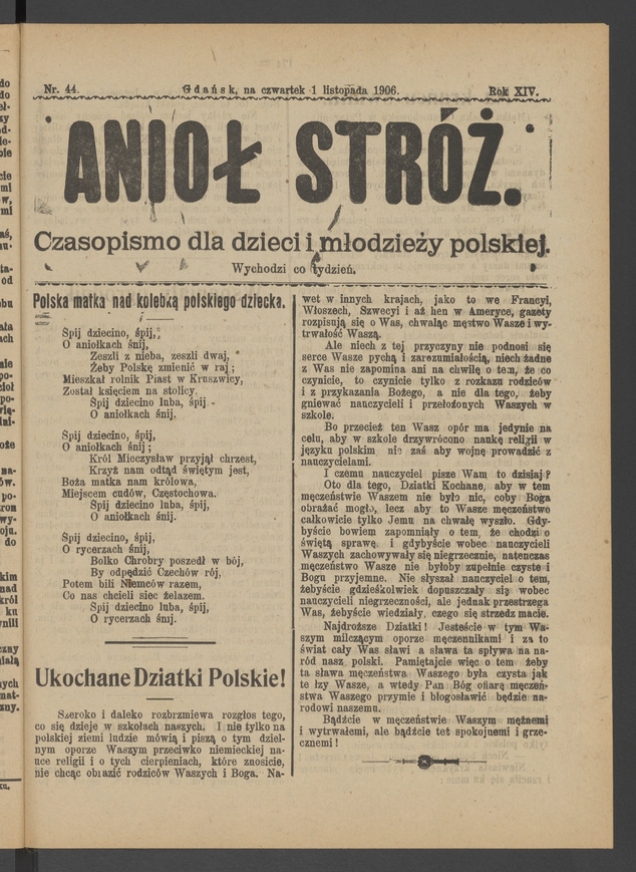 Nr. 44. Gdańsk, na czwartek 1 listopada 1906. Rok XIV.
ANIOŁ STRÓŻ.
Czasopismo dla dzieci i młodzieży polskiej.
Wychodzi co tydzień.
Polska matka nad kolebką polskiego dziecka.
Śpij dziecino, śpij,
O aniołkach śnij,
Zeszli z nieba, zeszli dwaj,
Żeby Polskę zmienić w raj;
Mieszkał rolnik Piast w Kruszwicy,
Został księciem na stolicy.
Śpij dziecino luba, śpij
O aniołkach śnij.
Śpij dziecino, śpij,
O aniołkach śnij;
Król Mieczysław przyjął chrzest,
Krzyż nam odtąd świętym jest,
Boża matka nam królowa,
Miejscem cudów, Częstochowa.
Śpij dziecino luba, śpij,
O aniołkach śnij.
Śpij dziecino, śpij,
O rycerzach śnij,
Bolko Chrobry poszedł w bój,
By odpędzić Czechów rój,
Potem bili Niemców razem,
Co nas chcieli siec żelazem.
Śpij dziecino luba, śpij,
O rycerzach śnij.
Ukochane Dziatki Polskie!
Szeroko i daleko rozbrzmiewa rozgłos tego,
co się dzieje w szkołach naszych. I nie tylko na
polskiej ziemi ludzie mówią i piszą o tym dziel-
nym oporze Waszym przeciwko niemieckiej na-
uce religii i o tych cierpieniach, które znosicie,
nie chcąc obrazić rodziców Waszych i Boga. Na-
wet w innych krajach, jako to we Francyi,
Włoszech, Szwecyi i aż hen w Ameryce, gazety
rozpisują się o Was, chwaląc męstwo Wasze i wy-
trwałość Waszą.
Ale niech z tej przyczyny nie podnosi się
serce Wasze pychą i zarozumiałością, niech żadne
z Was nie zapomina ani na chwilę o tem, że co
czynicie, to czynicie tylko z rozkazu rodziców
i z przykazania Bożego, a nie dla tego, żeby
gniewać nauczycieli i przełożonych Waszych w
szkole.
Bo przecież ten Wasz opór ma jedynie na
celu, aby w szkole przywrócono naukę religii w
języku polskim nie zaś aby wojnę prowadzić z
nauczycielami.
I czemu nauczyciel pisze Wam to dzisiaj?
Oto dla tego, Dziatki Kochane, aby w tem
męczeństwie Waszem nie było nic, coby Boga
obrażać mogło, lecz aby to Wasze męczeństwo
całkowicie tylko Jemu na chwałę wyszło. Gdy-
byście bowiem zapomniały o tem, że chodzi o
świętą sprawę i gdybyście wobec nauczycieli
Waszych zachowywały się niegrzecznie, natenczas
męczeństwo Wasze nie byłoby zupełnie czyste i
Bogu przyjemne. Nie słyszał nauczyciel o tem,
żebyście gdzieśkolwiek dopuszczały się wobec
nauczycieli niegrzeczności, ale jednak przestrzega
Was, żebyście wiedziały, czego się strzedz macie.
Najdroższe Dziatki! Jesteście w tym Wa-
szym milczącym oporze męczennikami i za to
świat cały Was sławi a sława ta spływa na na-
ród nasz polski. Pamiętajcie więc o tem żeby
ta sława męczeństwa Waszego była czysta jak
te łzy Wasze, a wtedy Pan Bóg ofiarę męczeń-
stwa Waszego przymie i błogosławić będzie na-
rodowi naszemu.
Bądźcie w męczeństwie Waszym mężnemi
i wytrwałemi, ale bądźcie też spokojnemi i grze-
cznemi!